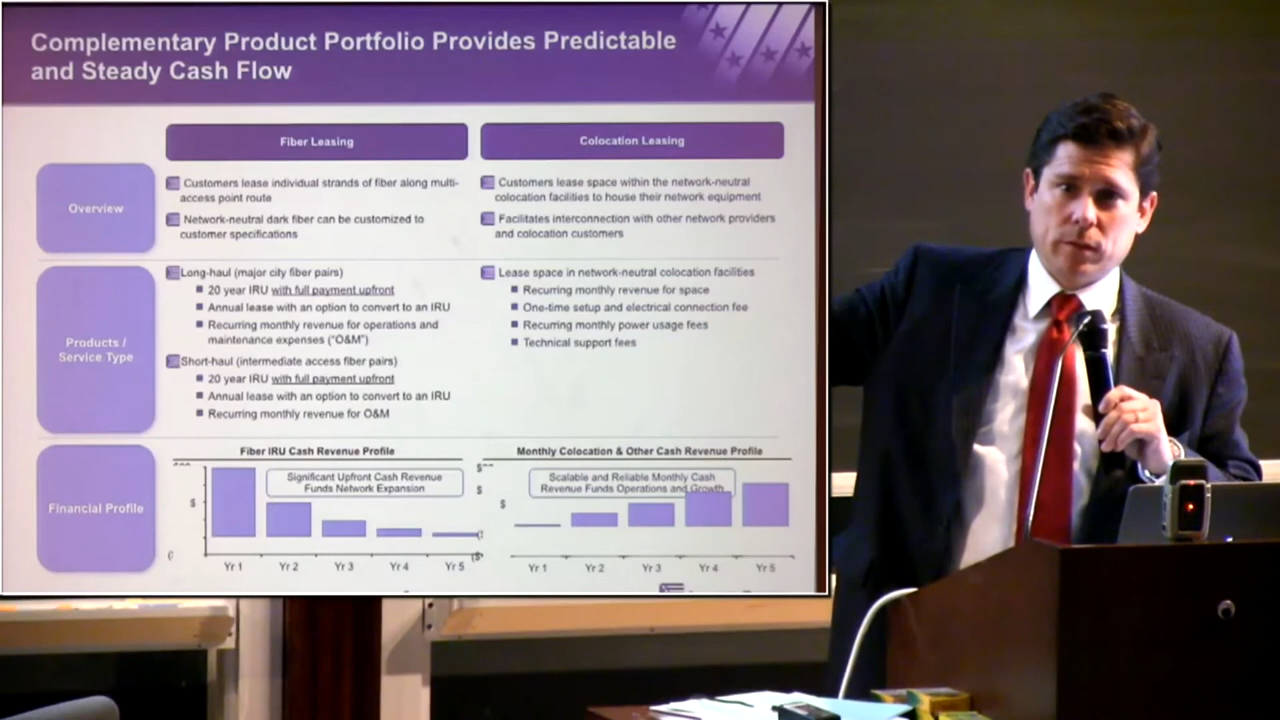 Complementary Product Portfolio Provides Predictable
and Steady Cash Flow
Fiber Leasing
Colocation Leasing
Overview
Customers lease individual strands of fiber along multi-
access point route
Network-neutral dark fiber can be customized to
customer specifications
Customers lease space within the network-neutral
colocation facilities to house their network equipment
Facilitates interconnection with other network providers
and colocation customers
Products /
Service Type
Long-haul (major city fiber pairs)
20 year IRU with full payment upfront
Annual lease with an option to convert to an IRU
Recurring monthly revenue for operations and
maintenance expenses ("O&M")
Short-haul (intermediate access fiber pairs)
20 year IRU with full payment upfront
Annual lease with an option to convert to an IRU
Recurring monthly revenue for O&M
Lease space in network-neutral colocation facilities
Recurring monthly revenue for space
One-time setup and electrical connection fee
Recurring monthly power usage fees
Technical support fees
Financial Profile
Fiber IRU Cash Revenue Profile
Significant Upfront Cash Revenue
Funds Network Expansion
$
Yr 1 Yr 2 Yr 3 Yr 4 Yr 5
Monthly Colocation & Other Cash Revenue Profile
Scalable and Reliable Monthly Cash
Revenue Funds Operations and Growth
$
$
Yr 1 Yr 2 Yr 3 Yr 4 Yr 5